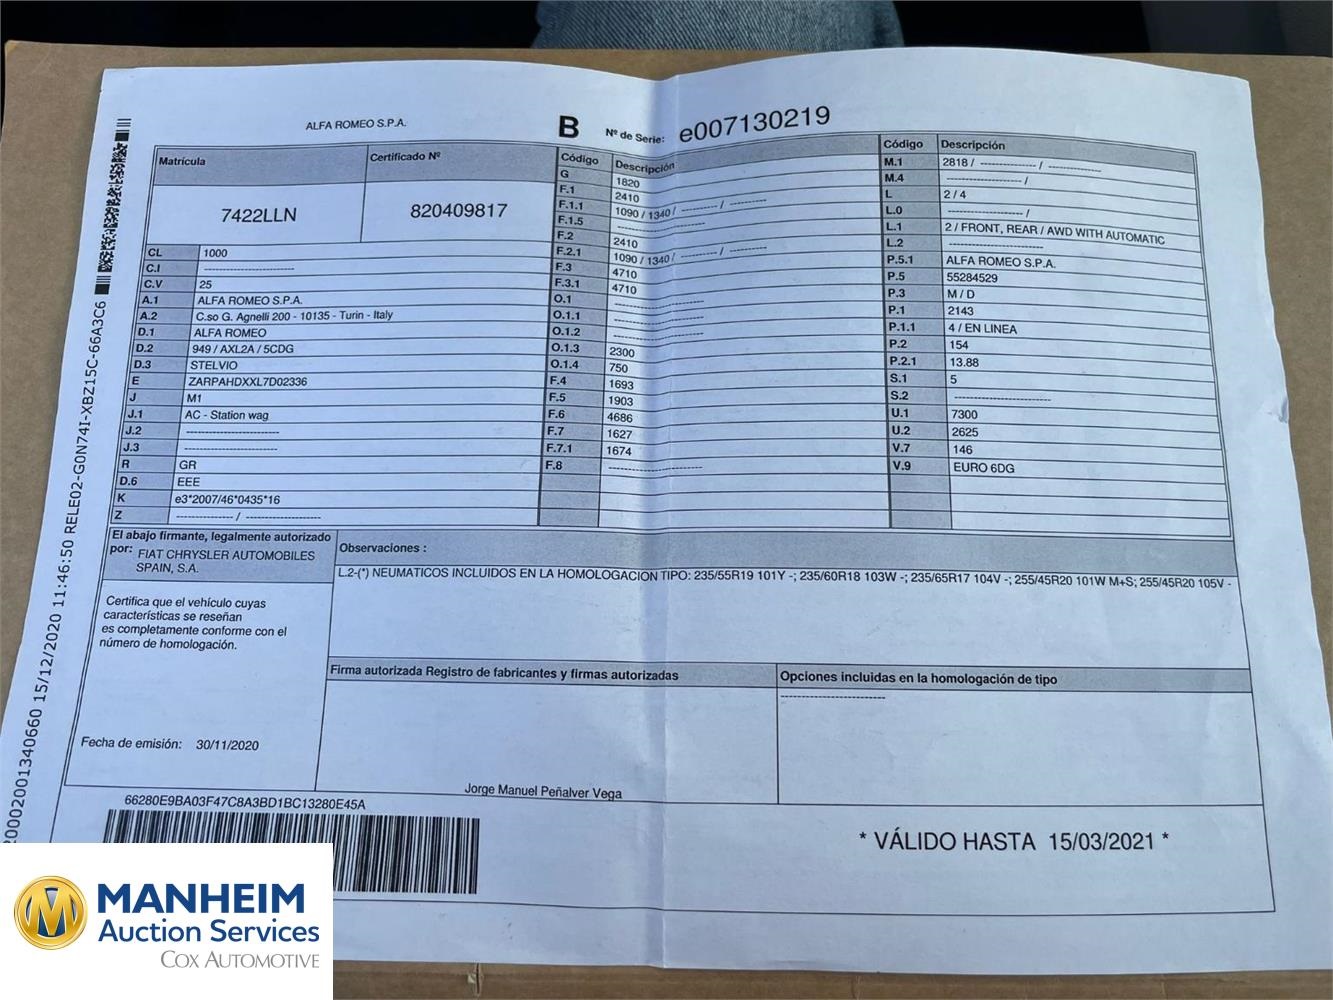 ALFA ROMEO S.P.A.
B Nº de Serie: e007130219
Matrícula
Certificado Nº
7422LLN
820409817
CL 1000
C.I --------------------
C.V 25
A.1 ALFA ROMEO S.P.A.
A.2 C.so G. Agnelli 200 - 10135 - Turin - Italy
D.1 ALFA ROMEO
D.2 949 / AXL2A / 5CDG
D.3 STELVIO
E ZARPAHDXXL7D02336
J M1
J.1 AC - Station wag
J.2 --------------------
J.3 --------------------
R GR
D.6 EEE
K e3*2007/46*0435*16
Z ------------ / ----------------
Código Descripción
G 1820
F.1 2410
F.1.1 1090 / 1340 / --------- / ---------
F.1.5 --------------------
F.2 2410
F.2.1 1090 / 1340 / --------- / ---------
F.3 4710
F.3.1 4710
O.1 --------------------
O.1.1 --------------------
O.1.2 --------------------
O.1.3 2300
O.1.4 750
F.4 1693
F.5 1903
F.6 4686
F.7 1627
F.7.1 1674
F.8 --------------------
Código Descripción
M.1 2818 / ------------ / ------------
M.4 ----------------- /
L 2 / 4
L.0 ----------------- /
L.1 2 / FRONT, REAR / AWD WITH AUTOMATIC
L.2 --------------------
P.5.1 ALFA ROMEO S.P.A.
P.5 55284529
P.3 M / D
P.1 2143
P.1.1 4 / EN LINEA
P.2 154
P.2.1 13.88
S.1 5
S.2 --------------------
U.1 7300
U.2 2625
V.7 146
V.9 EURO 6DG
El abajo firmante, legalmente autorizado
por: FIAT CHRYSLER AUTOMOBILES
SPAIN, S.A.
Certifica que el vehículo cuyas
características se reseñan
es completamente conforme con el
número de homologación.
Fecha de emisión: 30/11/2020
Observaciones :
L.2-(*) NEUMATICOS INCLUIDOS EN LA HOMOLOGACION TIPO: 235/55R19 101Y -; 235/60R18 103W -; 235/65R17 104V -; 255/45R20 101W M+S; 255/45R20 105V -
Firma autorizada Registro de fabricantes y firmas autorizadas
Jorge Manuel Peñalver Vega
Opciones incluidas en la homologación de tipo
--------------------
66280E9BA03F47C8A3BD1BC13280E45A
* VÁLIDO HASTA 15/03/2021 *
0002001340660 15/12/2020 11:46:50 RELE02-G0N74I-XBZ15C-66A3C6
MANHEIM
Auction Services
COX AUTOMOTIVE